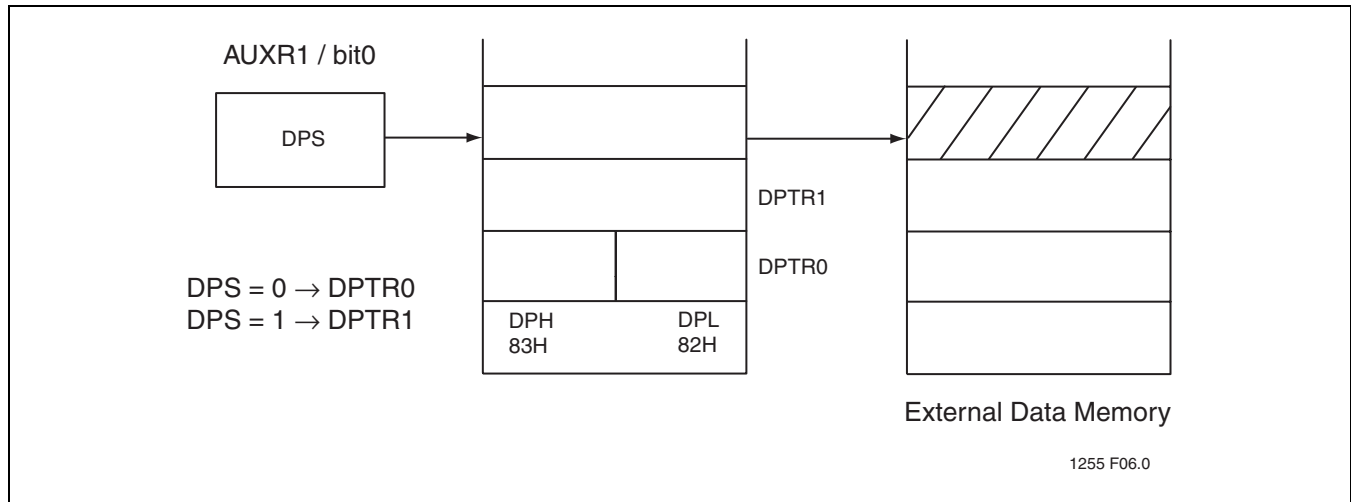 AUXR1 / bit0
DPS
DPTR1
DPTR0
DPS = 0 → DPTR0
DPS = 1 → DPTR1
DPH DPL
83H 82H
External Data Memory
1255 F06.0